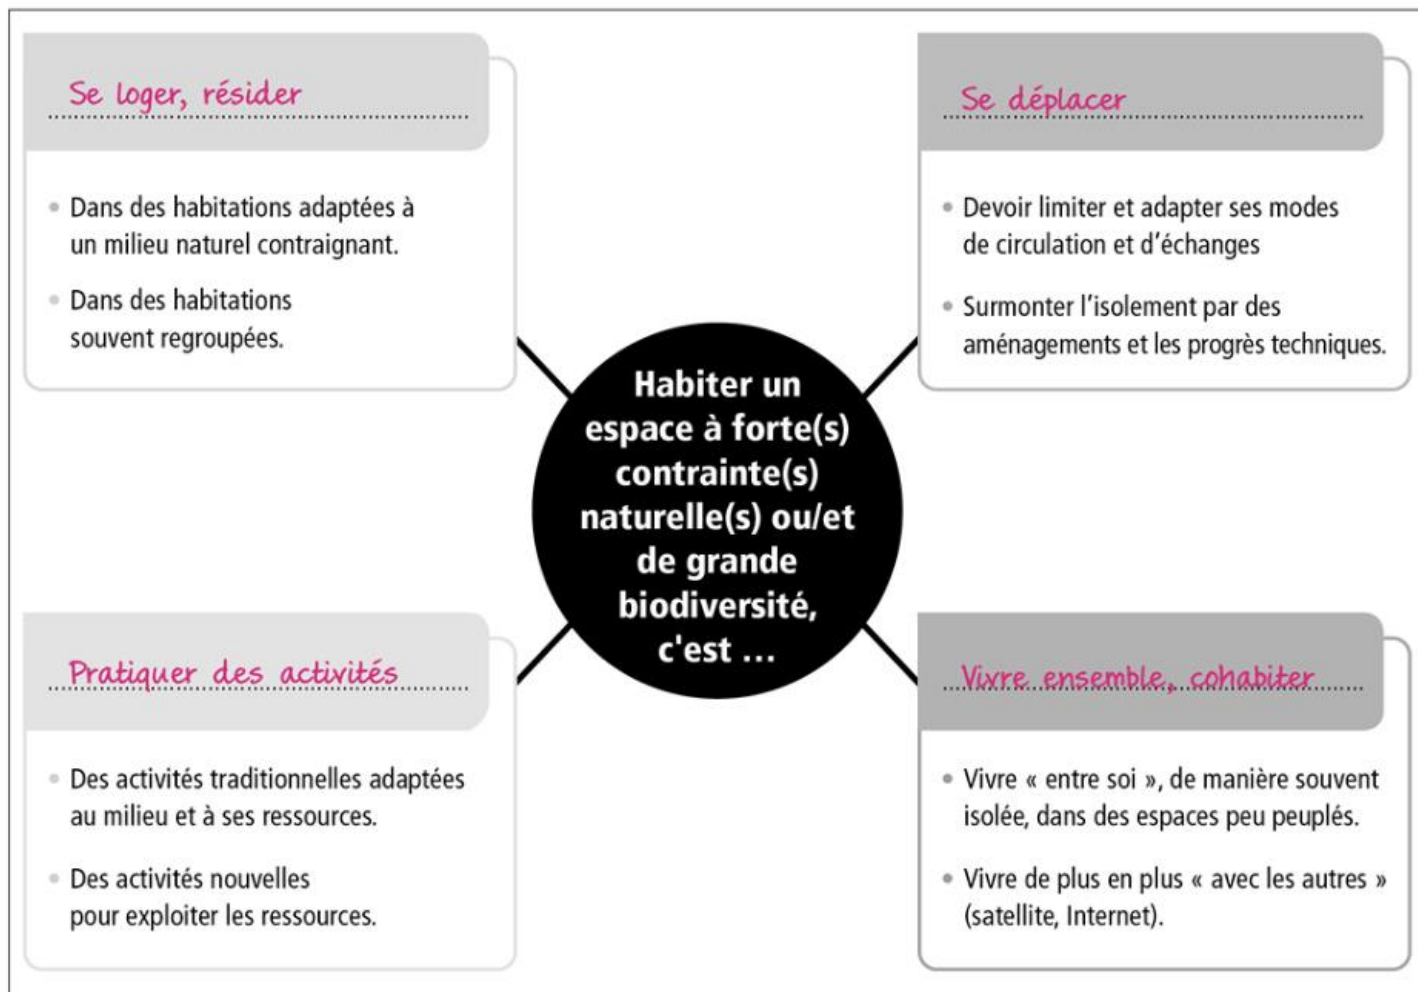 Se loger, résider
Dans des habitations adaptées à
un milieu naturel contraignant.
Dans des habitations
souvent regroupées.
Se déplacer
Devoir limiter et adapter ses modes
de circulation et d'échanges
Surmonter l'isolement par des
aménagements et les progrès techniques.
Habiter un
espace à forte(s)
contrainte(s)
naturelle(s) ou/et
de grande
biodiversité,
c'est ...
Pratiquer des activités
Des activités traditionnelles adaptées
au milieu et à ses ressources.
Des activités nouvelles
pour exploiter les ressources.
Vivre ensemble, cohabiter
Vivre « entre soi », de manière souvent
isolée, dans des espaces peu peuplés.
Vivre de plus en plus « avec les autres »
(satellite, Internet).